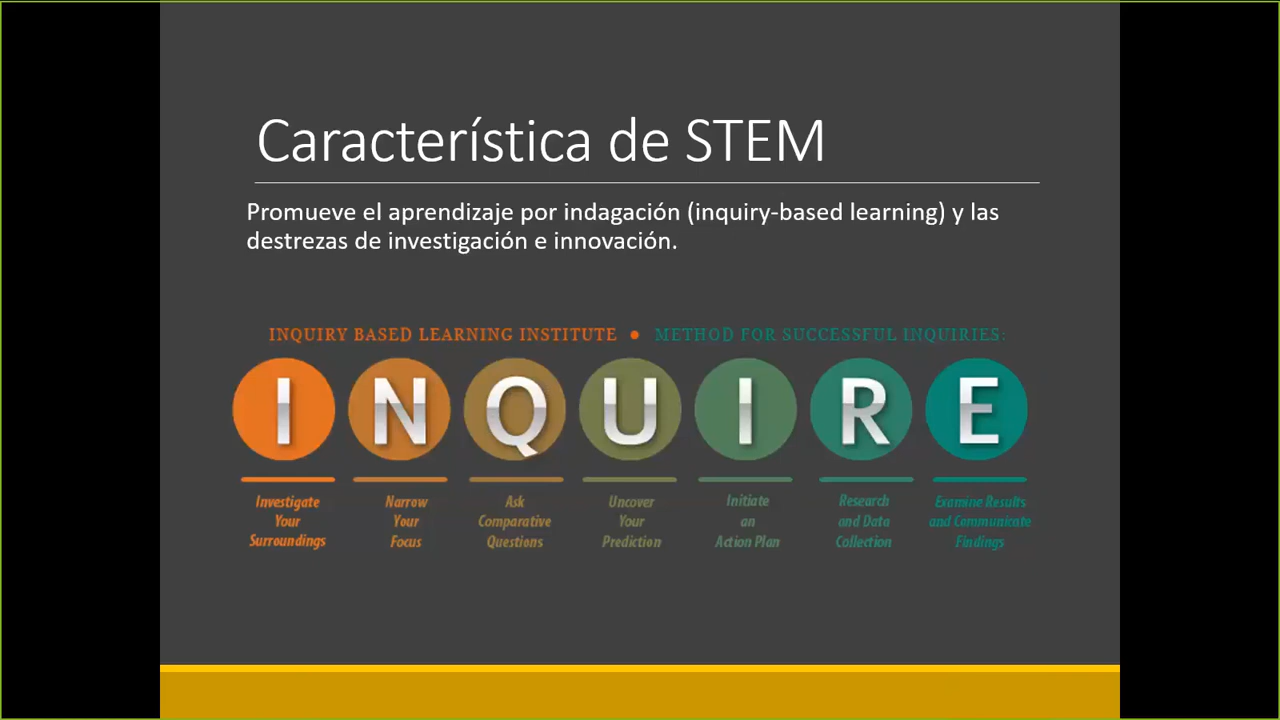 Característica de STEM
Promueve el aprendizaje por indagación (inquiry-based learning) y las
destrezas de investigación e innovación.
INQUIRY BASED LEARNING INSTITUTE • METHOD FOR SUCCESSFUL INQUIRIES:
I N Q U I R E
Investigate
Your
Surroundings
Narrow
Your
Focus
Ask
Comparative
Questions
Uncover
Your
Prediction
Initiate
an
Action Plan
Research
and Data
Collection
Examine Results
and Communicate
Findings